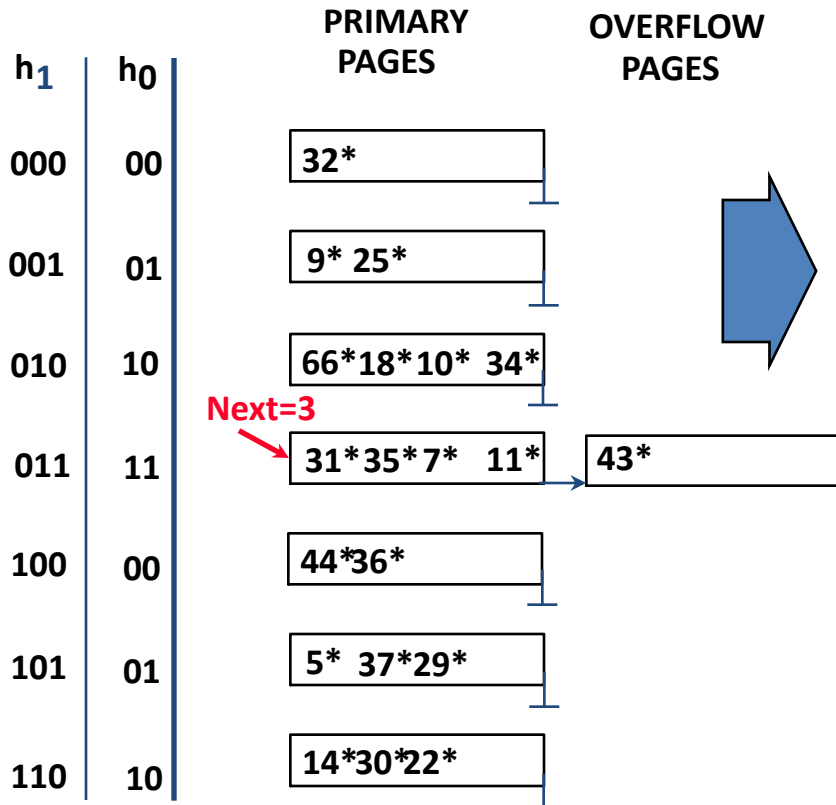 PRIMARY PAGES OVERFLOW PAGES
h1 h0
000 00 32*
001 01 9* 25*
010 10 66* 18* 10* 34*
Next=3
011 11 31* 35* 7* 11* 43*
100 00 44* 36*
101 01 5* 37* 29*
110 10 14* 30* 22*